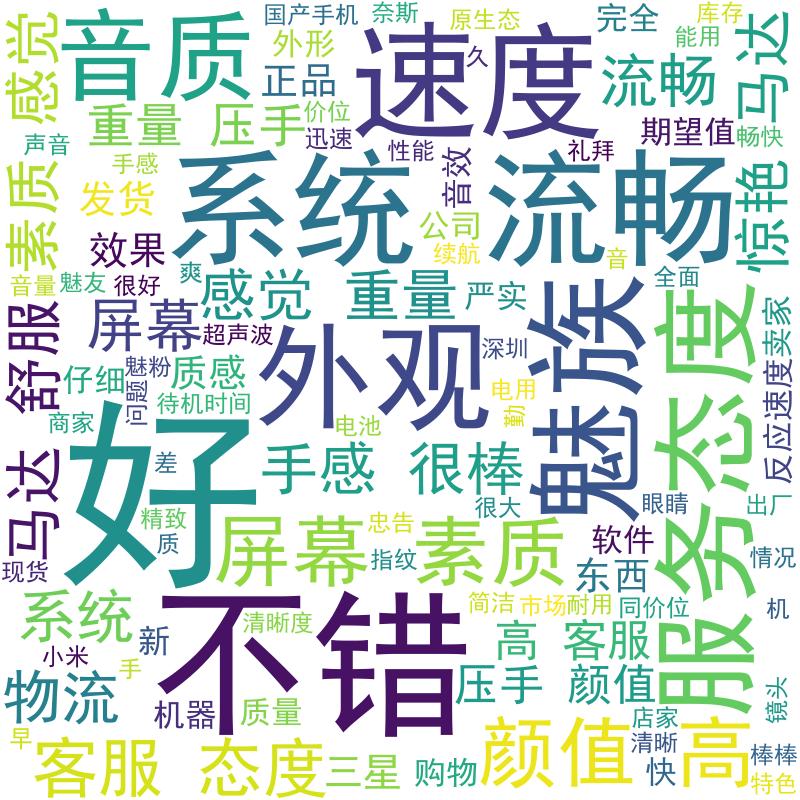 感觉
音质
国产手机
奈斯
外形
正品
速度
久
原生态
完全
库存
能用
马达
流畅
畅快
重量 压手
价位
迅速
性能
礼拜
期望值
声音
手感
音效
素质
发货
系统 流畅
惊艳
效果
公司
续航
音
全面
音量
魅友
很好
爽
感觉 重量
严实
舒服
屏幕
超声波
外观
深圳
魅族
服务态度
卖家
反应速度
魅粉
问题
仔细
质感
待机时间
电池
电用
勤
商家
好
手感 很棒
马达
差
很大
眼睛
出厂
精致
质
屏幕 素质
忠告
指纹
软件
现货
东西
情况
系统
不错
清晰度
简洁
市场
耐用
同价位
机
小米
新
手
高 客服
物流
机器
质量
压手 颜值
店家
镜头
早
客服 态度
三星
购物
颜值 高
清晰
快
棒棒
特色